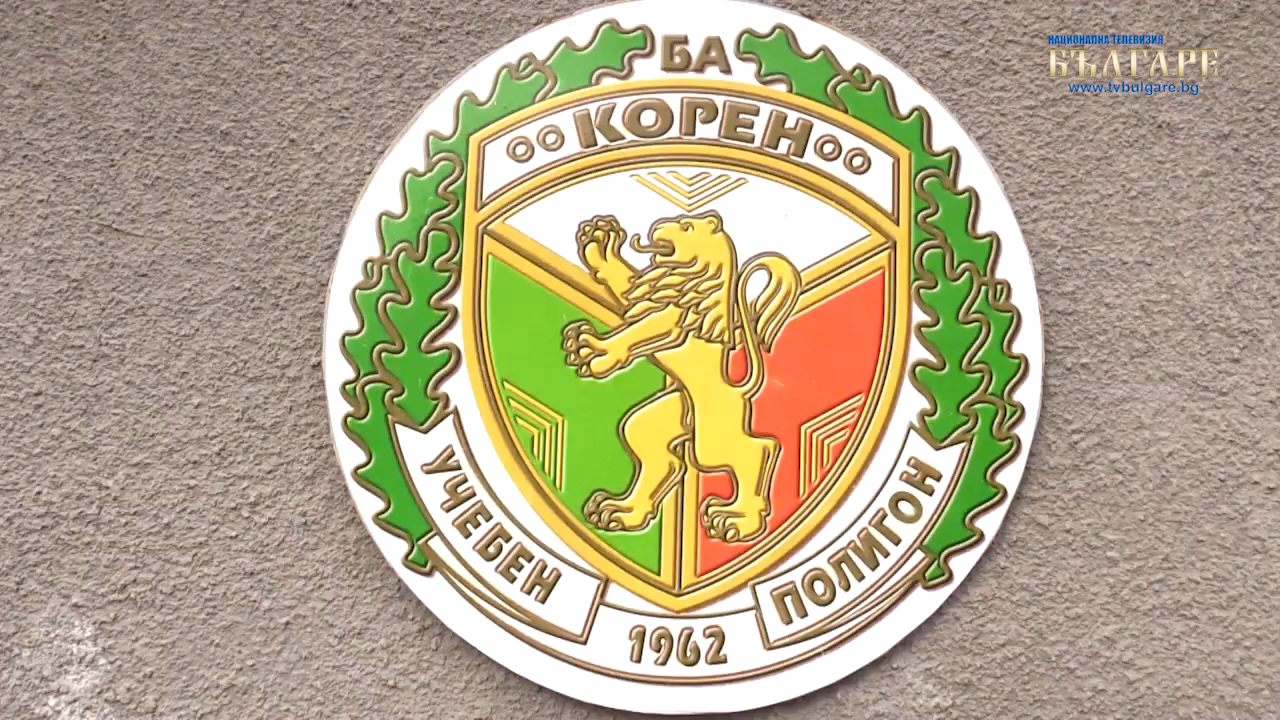 БА
КОРЕН
УЧЕБЕН
ПОЛИГОН
1962
НАЦИОНАЛНА ТЕЛЕВИЗИЯ
БЪЛГАРЕ
www.tvbulgare.bg